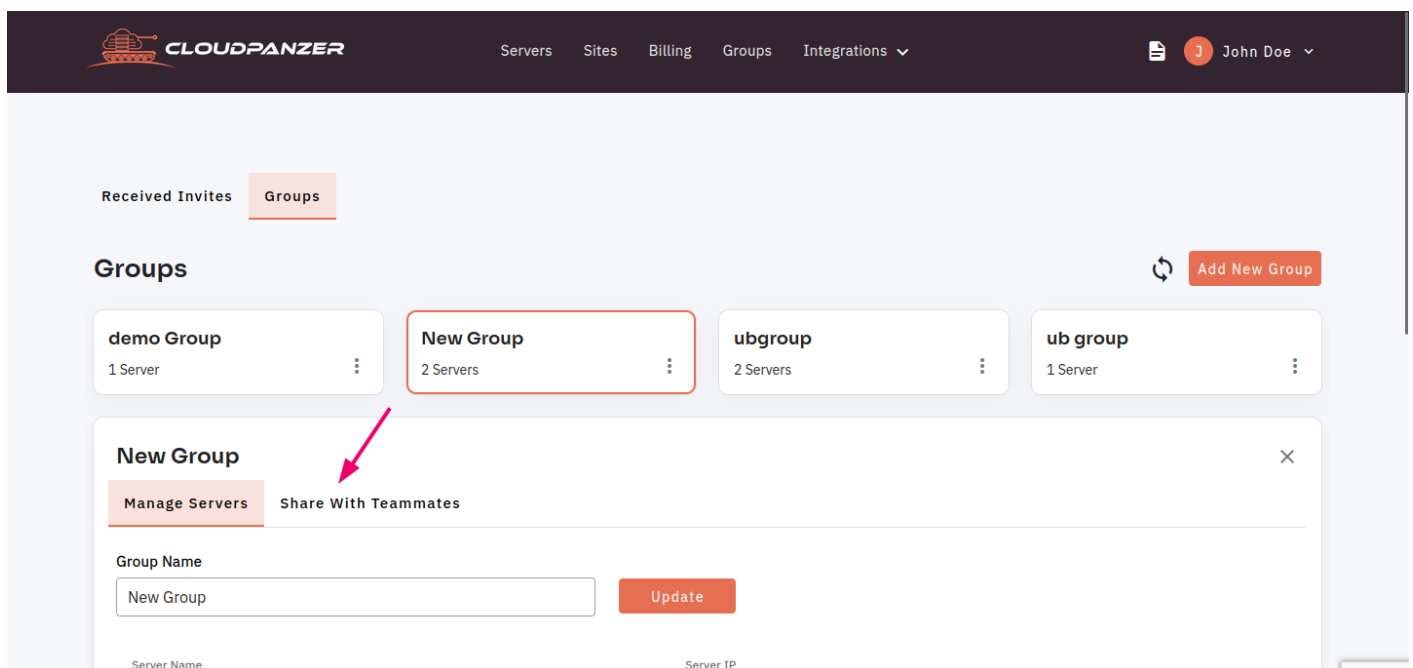 CLOUDPANZER Servers Sites Billing Groups Integrations J John Doe
Received Invites Groups
Groups Add New Group
demo Group New Group ubgroup ub group
1 Server 2 Servers 2 Servers 1 Server
New Group
Manage Servers Share With Teammates
Group Name
New Group Update
Server Name Server IP